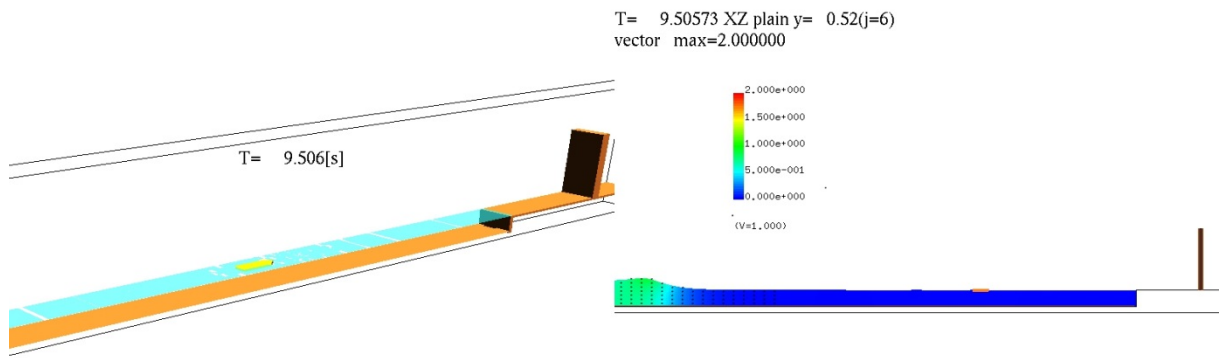 T= 9.506[s]
T= 9.50573 XZ plain y= 0.52(j=6)
vector max=2.000000
2.000e+000
1.500e+000
1.000e+000
5.000e-001
0.000e+000
(V=1.000)